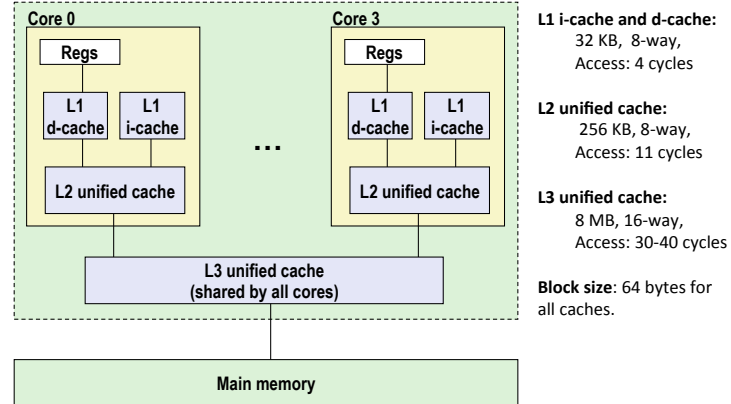 Core 0
Regs
L1
d-cache
L1
i-cache
L2 unified cache
...
Core 3
Regs
L1
d-cache
L1
i-cache
L2 unified cache
L3 unified cache
(shared by all cores)
Main memory
L1 i-cache and d-cache:
32 KB, 8-way,
Access: 4 cycles
L2 unified cache:
256 KB, 8-way,
Access: 11 cycles
L3 unified cache:
8 MB, 16-way,
Access: 30-40 cycles
Block size: 64 bytes for
all caches.